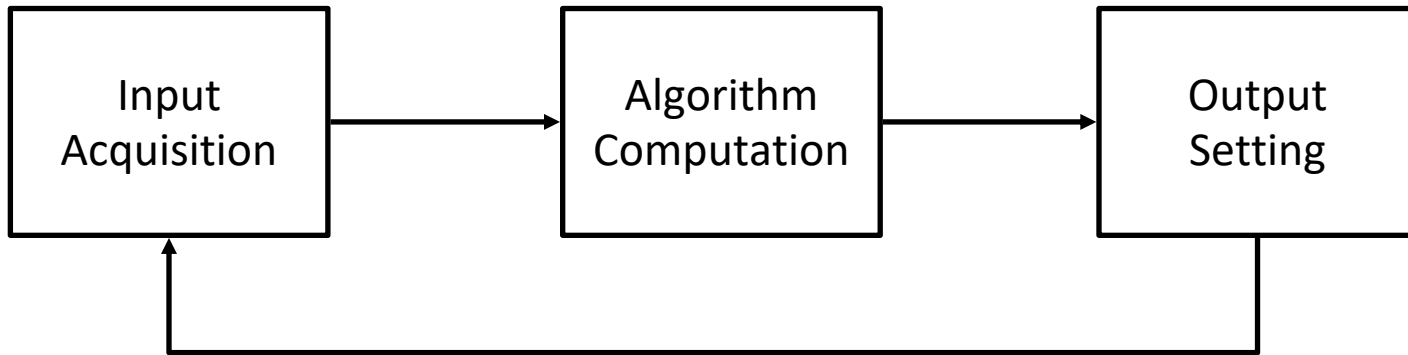 Input
Acquisition
Algorithm
Computation
Output
Setting